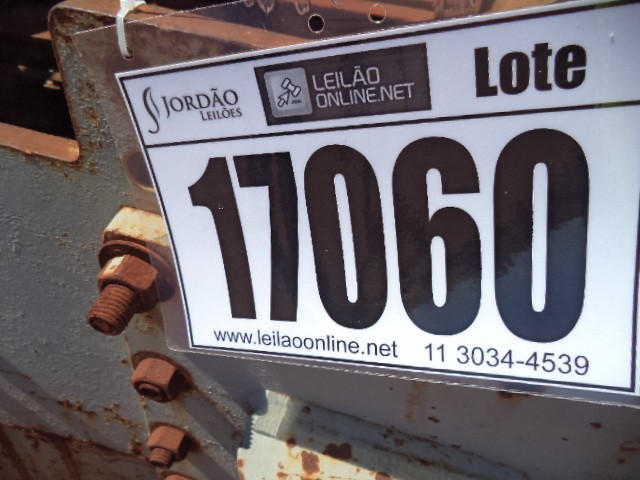 JORDÃO
LEILÕES
LEILÃO
ONLINE.NET
Lote
17060
www.leilaoonline.net 11 3034-4539